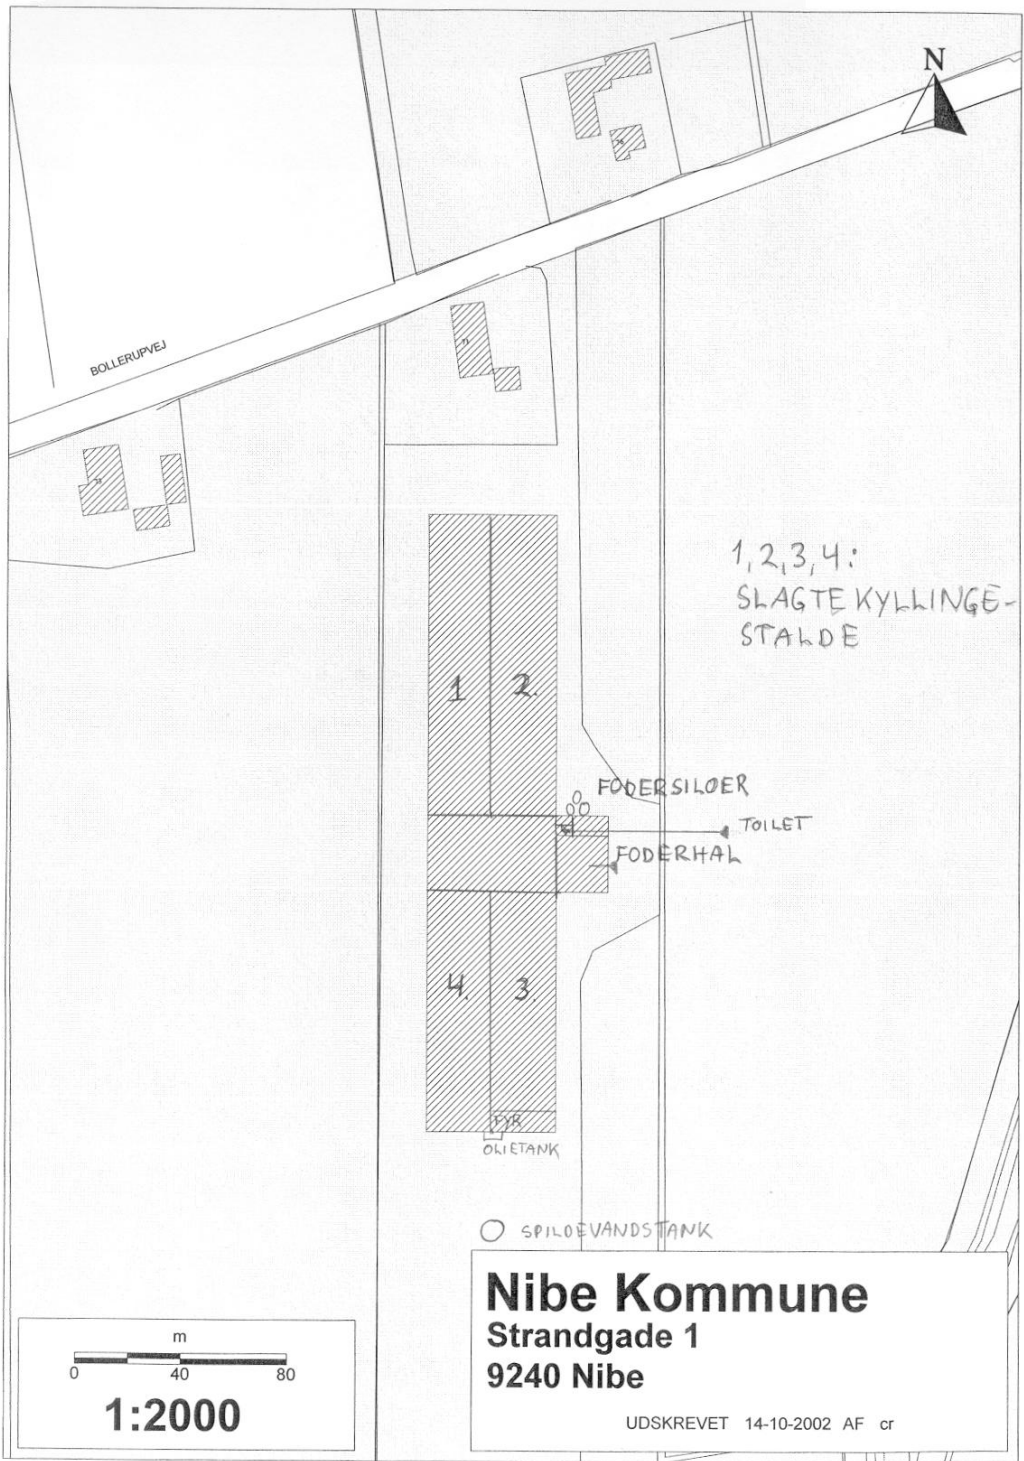 N
BOLLERUPVEJ
1,2,3,4:
SLAGTEKYLLINGE-
STALDE
1
2.
FODERSILOER
TOILET
FODERHAL
4.
3.
FYR
OLIETANK
SPILDEVANDSTANK
Nibe Kommune
Strandgade 1
9240 Nibe
UDSKREVET 14-10-2002 AF cr
m
0 40 80
1:2000